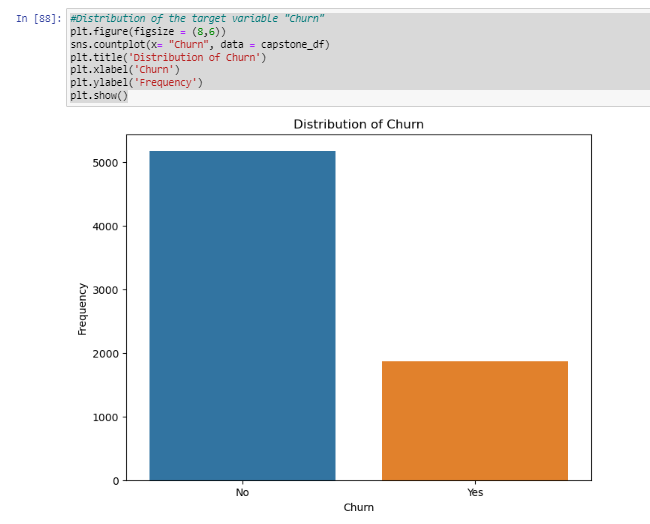 In [88]: #Distribution of the target variable "Churn"
plt.figure(figsize = (8,6))
sns.countplot(x= "Churn", data = capstone_df)
plt.title('Distribution of Churn')
plt.xlabel('Churn')
plt.ylabel('Frequency')
plt.show()
Distribution of Churn
5000
4000
3000
2000
1000
0
Frequency
No Yes
Churn